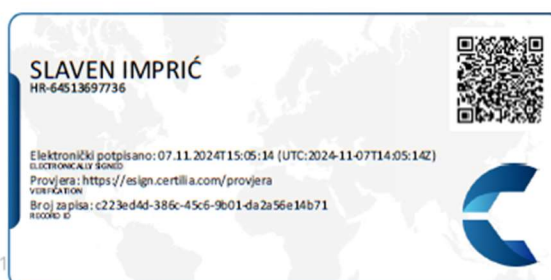 SLAVEN IMPRIĆ
HR-64513697736
Elektronički potpisano: 07.11.2024T15:05:14 (UTC:2024-11-07T14:05:14Z)
ELECTRONICALLY SIGNED
Provjera: https://esign.certilia.com/provjera
VERIFICATION
Broj zapisa: c223ed4d-386c-45c6-9b01-da2a56e14b71
RECORD ID
1